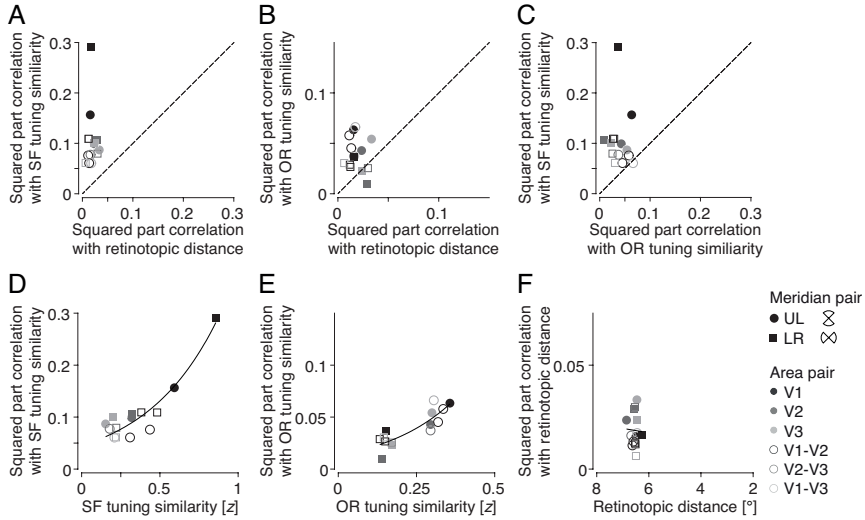 A
Squared part correlation
with SF tuning similiarity
0.3
0.2
0.1
0
0
0.1
0.2
0.3
Squared part correlation
with retinotopic distance
B
Squared part correlation
with OR tuning similiarity
0.1
0
0
0.1
Squared part correlation
with retinotopic distance
C
Squared part correlation
with SF tuning similiarity
0.3
0.2
0.1
0
0
0.1
0.2
0.3
Squared part correlation
with OR tuning similiarity
D
Squared part correlation
with SF tuning similiarity
0.3
0.2
0.1
0
0
0.5
1
SF tuning similarity [z]
E
Squared part correlation
with OR tuning similiarity
0.1
0.05
0
0
0.25
0.5
OR tuning similarity [z]
F
Squared part correlation
with retinotopic distance
0.05
0
8
6
4
2
Retinotopic distance [°]
Meridian pair
UL
LR
Area pair
V1
V2
V3
V1-V2
V2-V3
V1-V3